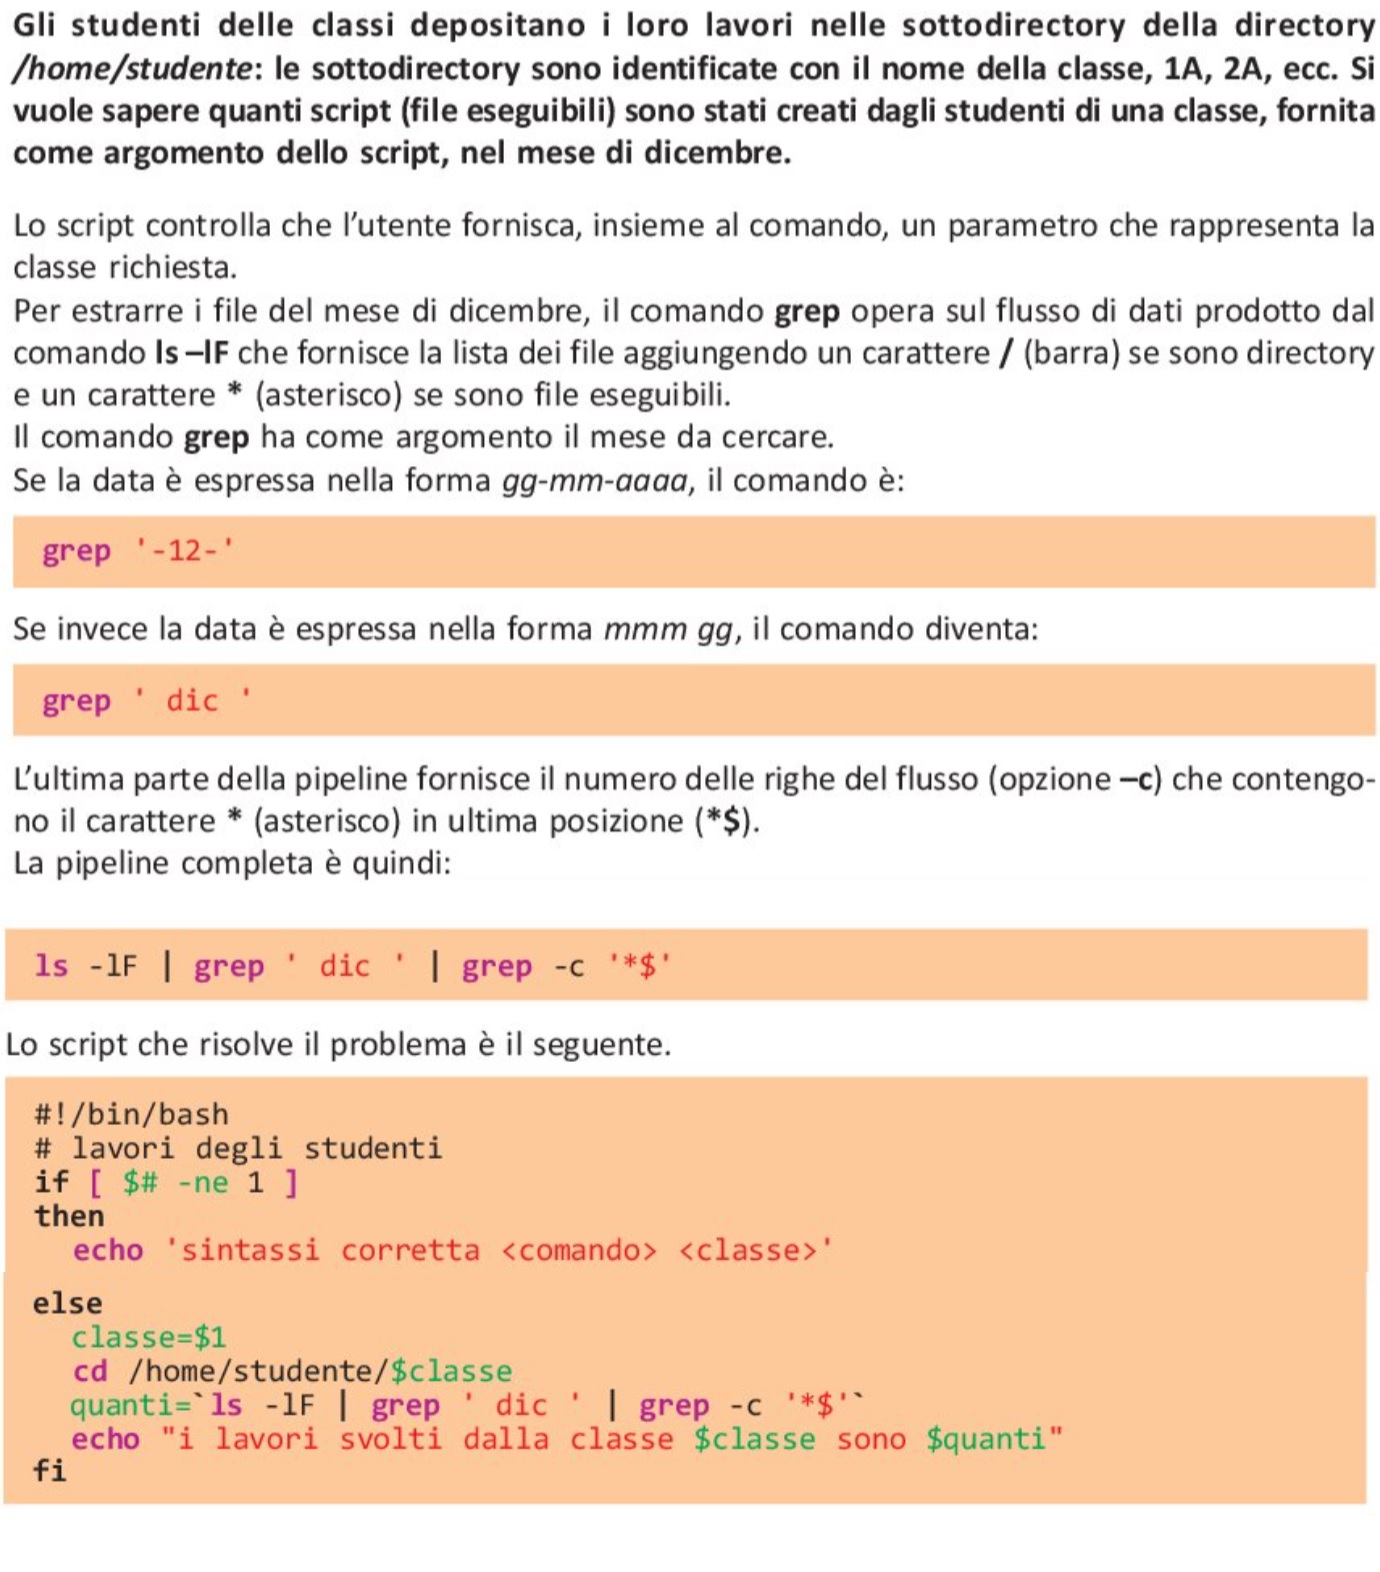 Gli studenti delle classi depositano i loro lavori nelle sottodirectory della directory
/home/studente: le sottodirectory sono identificate con il nome della classe, 1A, 2A, ecc. Si
vuole sapere quanti script (file eseguibili) sono stati creati dagli studenti di una classe, fornita
come argomento dello script, nel mese di dicembre.
Lo script controlla che l’utente fornisca, insieme al comando, un parametro che rappresenta la
classe richiesta.
Per estrarre i file del mese di dicembre, il comando grep opera sul flusso di dati prodotto dal
comando ls –lF che fornisce la lista dei file aggiungendo un carattere / (barra) se sono directory
e un carattere * (asterisco) se sono file eseguibili.
Il comando grep ha come argomento il mese da cercare.
Se la data è espressa nella forma gg-mm-aaaa, il comando è:
grep '-12-'
Se invece la data è espressa nella forma mmm gg, il comando diventa:
grep ' dic '
L’ultima parte della pipeline fornisce il numero delle righe del flusso (opzione –c) che contengo-
no il carattere * (asterisco) in ultima posizione (*$).
La pipeline completa è quindi:
ls -lF | grep ' dic ' | grep -c '*$'
Lo script che risolve il problema è il seguente.
#!/bin/bash
# lavori degli studenti
if [ $# -ne 1 ]
then
echo 'sintassi corretta <comando> <classe>'
else
classe=$1
cd /home/studente/$classe
quanti=`ls -lF | grep ' dic ' | grep -c '*$'`
echo "i lavori svolti dalla classe $classe sono $quanti"
fi